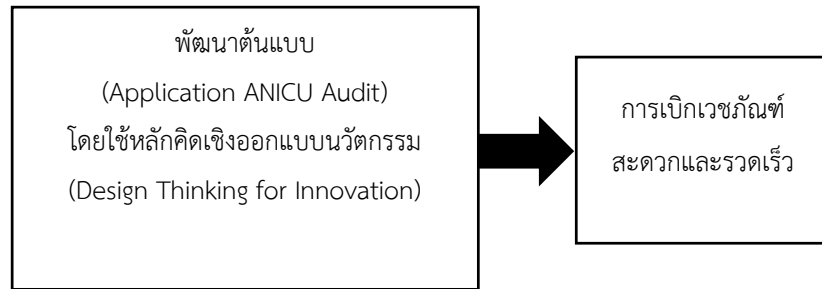 พัฒนาต้นแบบ
(Application ANICU Audit)
โดยใช้หลักคิดเชิงออกแบบนวัตกรรม
(Design Thinking for Innovation)
การเบิกเวชภัณฑ์
สะดวกและรวดเร็ว